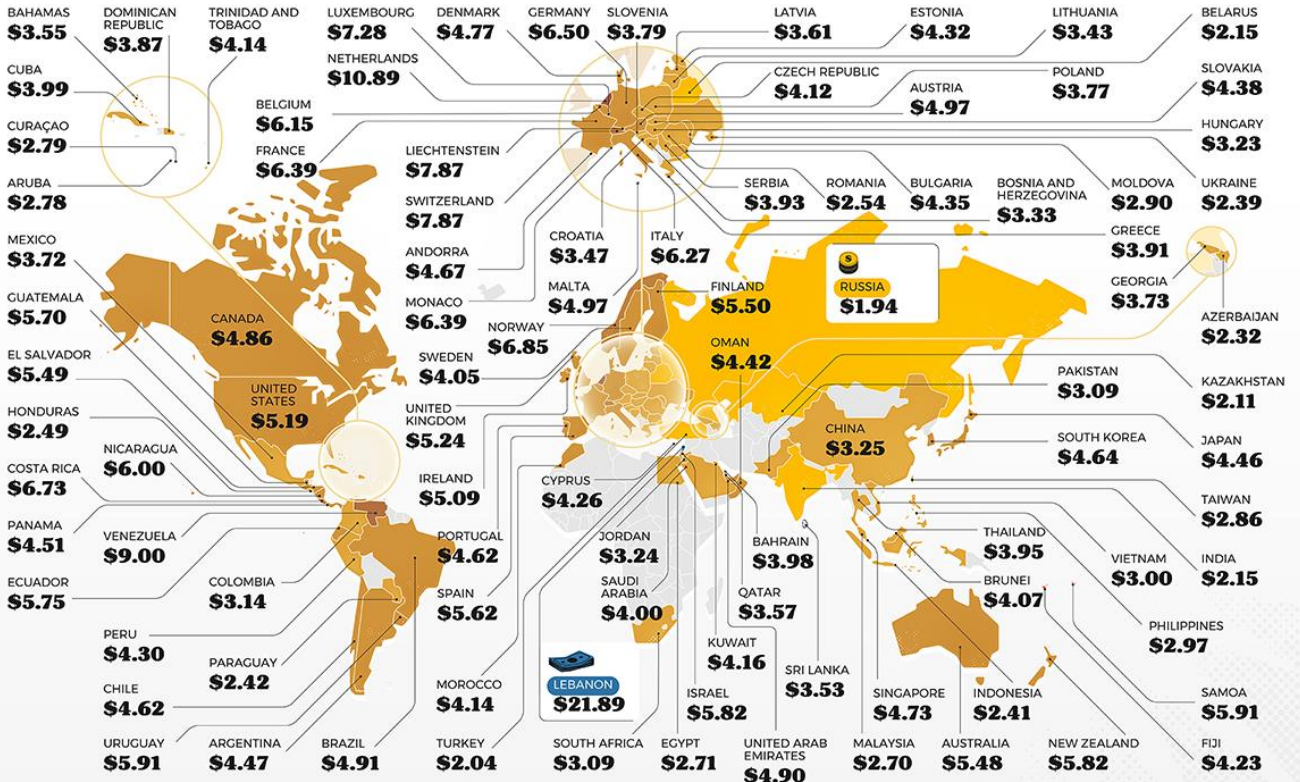 BAHAMAS
$3.55
DOMINICAN
REPUBLIC
$3.87
TRINIDAD AND
TOBAGO
$4.14
LUXEMBOURG
$7.28
DENMARK
$4.77
GERMANY
$6.50
SLOVENIA
$3.79
LATVIA
$3.61
ESTONIA
$4.32
LITHUANIA
$3.43
BELARUS
$2.15
CUBA
$3.99
NETHERLANDS
$10.89
CZECH REPUBLIC
$4.12
AUSTRIA
$4.97
POLAND
$3.77
SLOVAKIA
$4.38
CURAÇAO
$2.79
BELGIUM
$6.15
HUNGARY
$3.23
FRANCE
$6.39
LIECHTENSTEIN
$7.87
ARUBA
$2.78
SWITZERLAND
$7.87
SERBIA
$3.93
ROMANIA
$2.54
BULGARIA
$4.35
BOSNIA AND
HERZEGOVINA
$3.33
MOLDOVA
$2.90
UKRAINE
$2.39
MEXICO
$3.72
ANDORRA
$4.67
CROATIA
$3.47
ITALY
$6.27
GREECE
$3.91
GEORGIA
$3.73
GUATEMALA
$5.70
MONACO
$6.39
MALTA
$4.97
FINLAND
$5.50
$
RUSSIA
$1.94
AZERBAIJAN
$2.32
CANADA
$4.86
NORWAY
$6.85
OMAN
$4.42
EL SALVADOR
$5.49
SWEDEN
$4.05
PAKISTAN
$3.09
KAZAKHSTAN
$2.11
UNITED
STATES
$5.19
HONDURAS
$2.49
UNITED
KINGDOM
$5.24
CHINA
$3.25
SOUTH KOREA
$4.64
JAPAN
$4.46
NICARAGUA
$6.00
COSTA RICA
$6.73
IRELAND
$5.09
CYPRUS
$4.26
TAIWAN
$2.86
PANAMA
$4.51
VENEZUELA
$9.00
PORTUGAL
$4.62
JORDAN
$3.24
BAHRAIN
$3.98
THAILAND
$3.95
VIETNAM
$3.00
INDIA
$2.15
ECUADOR
$5.75
COLOMBIA
$3.14
SPAIN
$5.62
SAUDI
ARABIA
$4.00
QATAR
$3.57
BRUNEI
$4.07
PHILIPPINES
$2.97
PERU
$4.30
PARAGUAY
$2.42
KUWAIT
$4.16
SRI LANKA
$3.53
CHILE
$4.62
MOROCCO
$4.14
LEBANON
$21.89
ISRAEL
$5.82
SINGAPORE
$4.73
INDONESIA
$2.41
SAMOA
$5.91
URUGUAY
$5.91
ARGENTINA
$4.47
BRAZIL
$4.91
TURKEY
$2.04
SOUTH AFRICA
$3.09
EGYPT
$2.71
UNITED ARAB
EMIRATES
$4.90
MALAYSIA
$2.70
AUSTRALIA
$5.48
NEW ZEALAND
$5.82
FIJI
$4.23